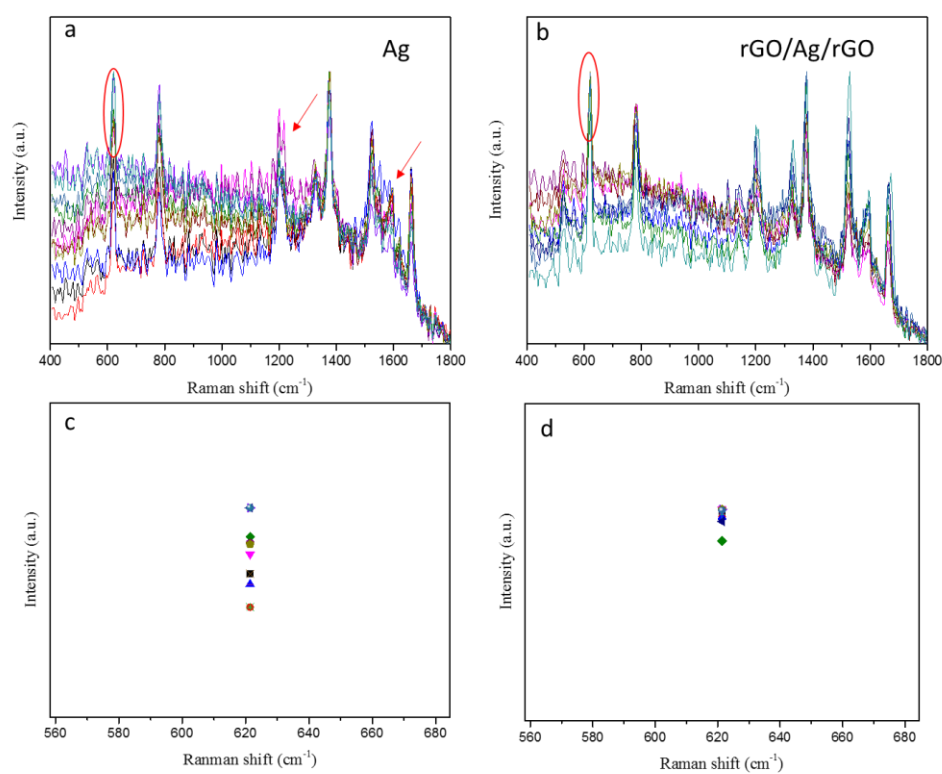 a
Ag
Intensity (a.u.)
400 600 800 1000 1200 1400 1600 1800
Raman shift (cm-1)
b
rGO/Ag/rGO
Intensity (a.u.)
400 600 800 1000 1200 1400 1600 1800
Raman shift (cm-1)
c
Intensity (a.u.)
560 580 600 620 640 660 680
Ranman shift (cm-1)
d
Intensity (a.u.)
560 580 600 620 640 660 680
Raman shift (cm-1)